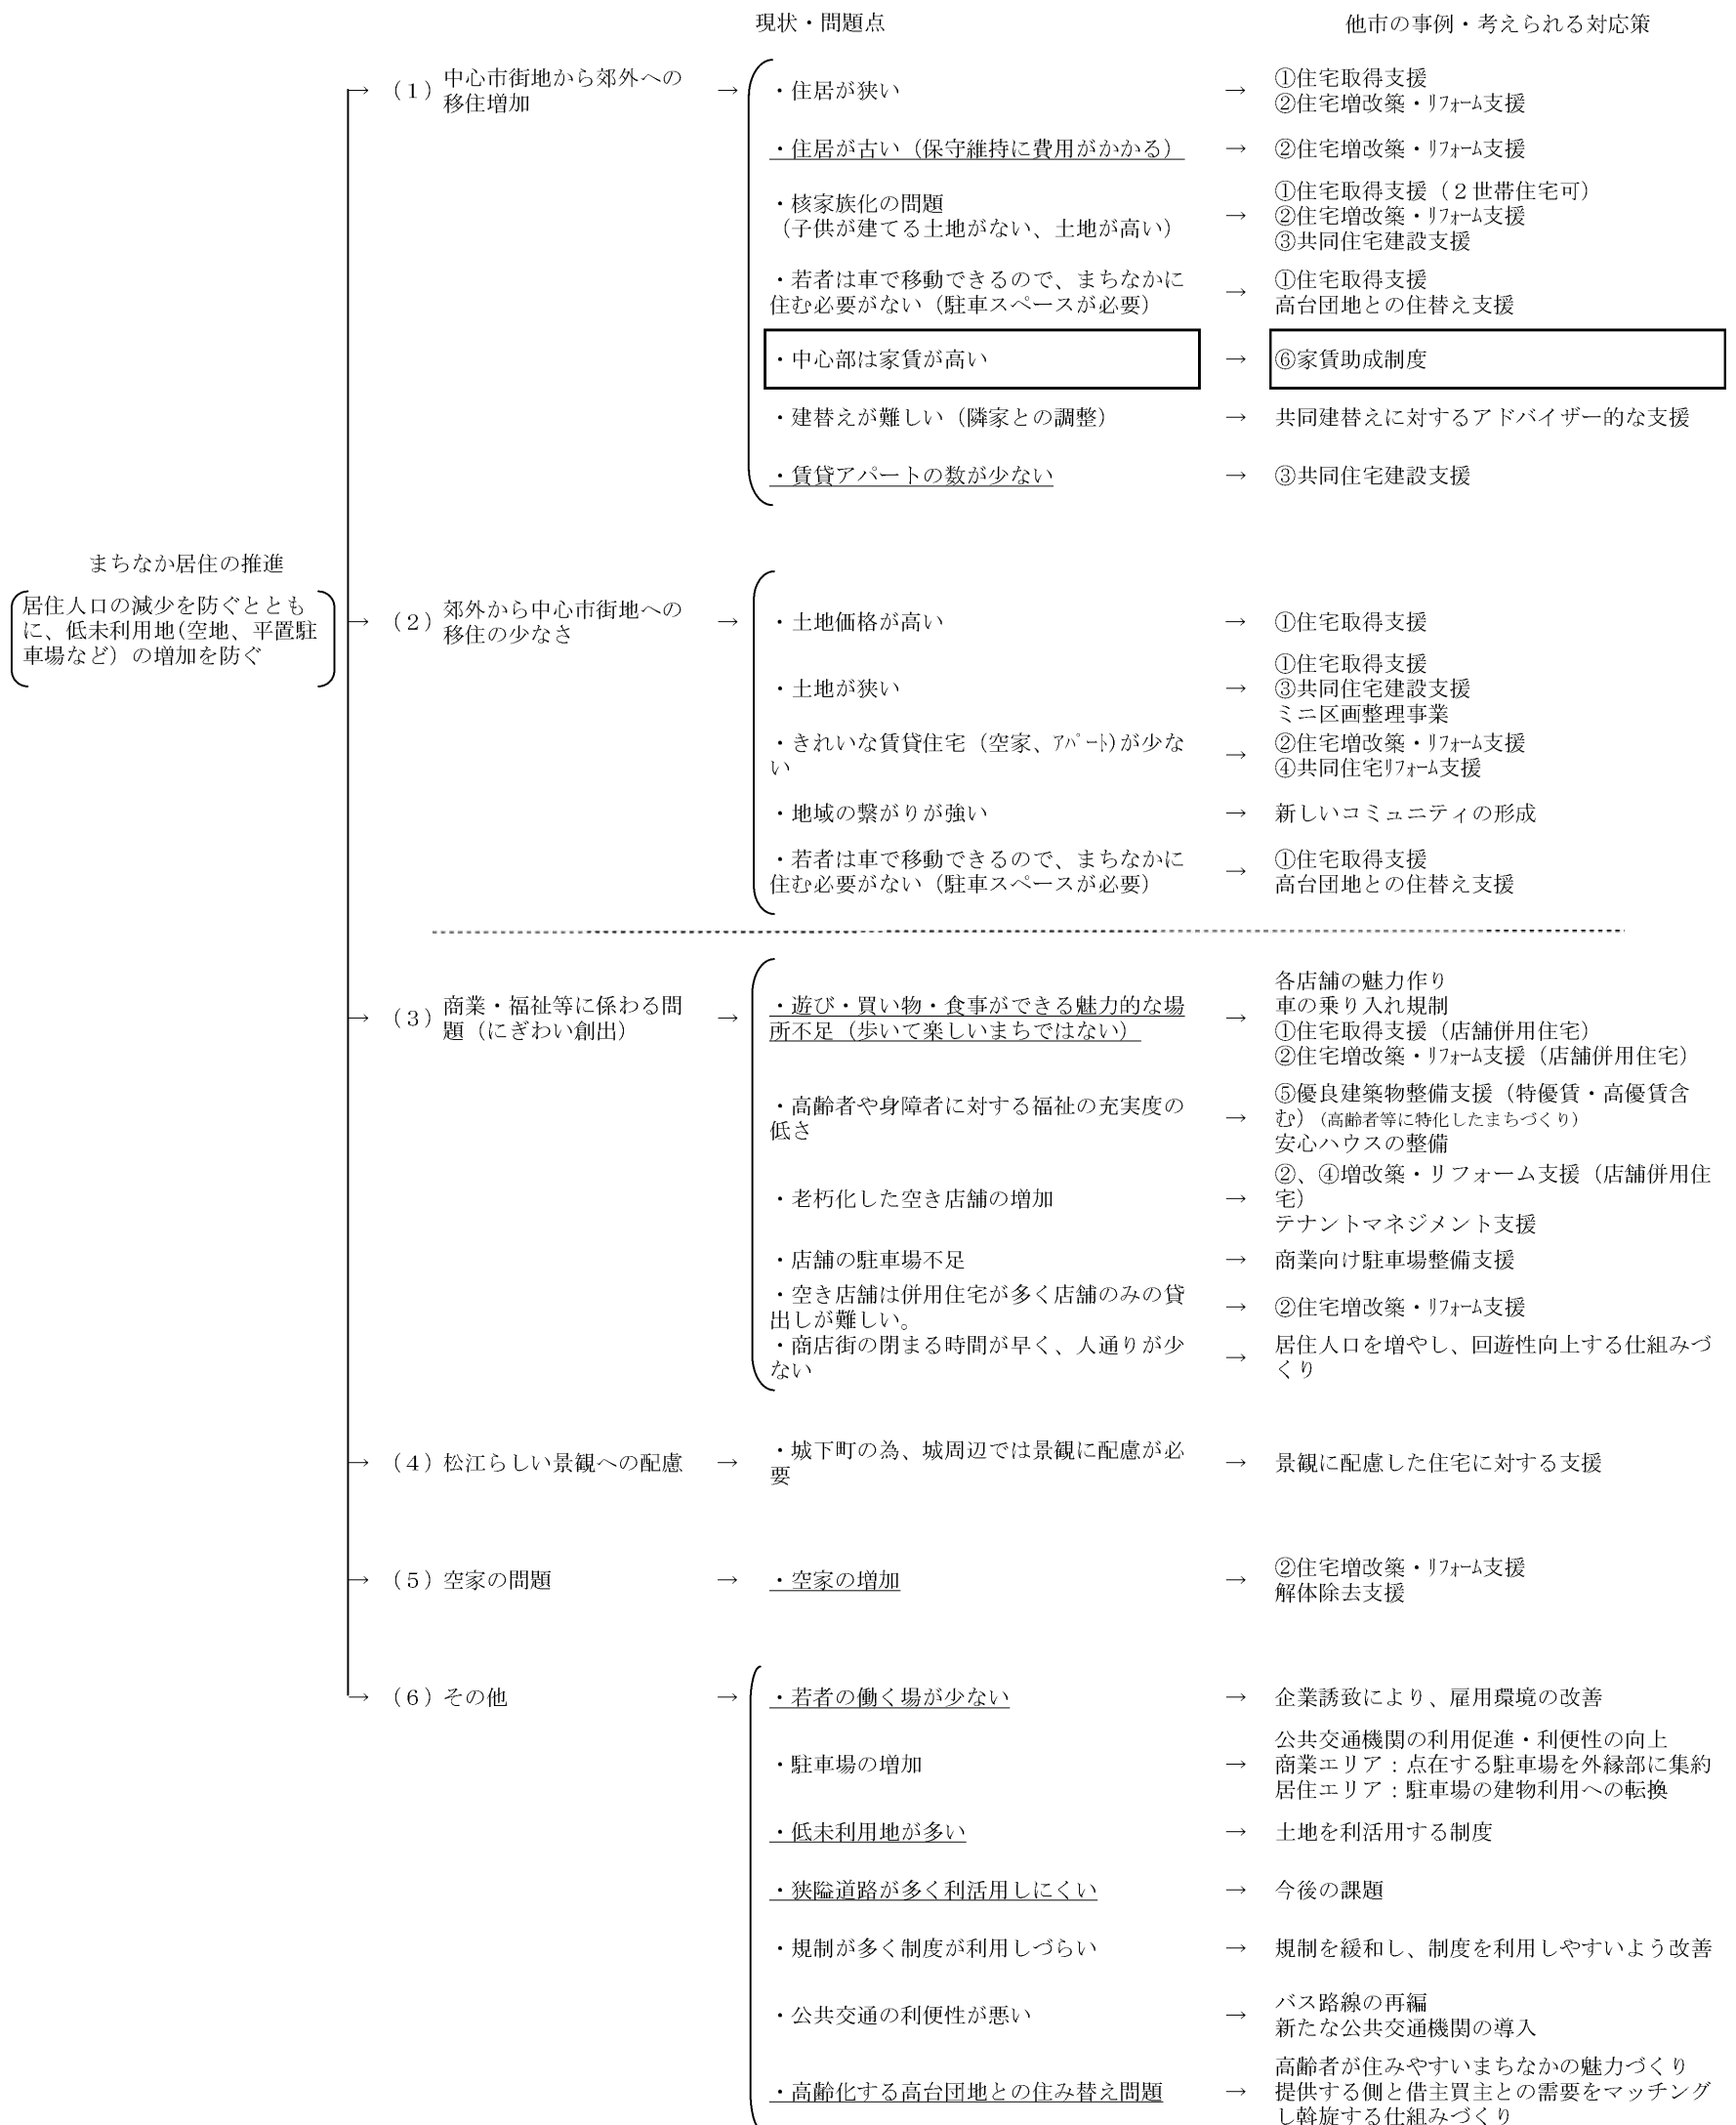 現状・問題点
他市の事例・考えられる対応策
まちなか居住の推進
居住人口の減少を防ぐととも
に、低未利用地(空地、平置駐
車場など）の増加を防ぐ
→ （１）中心市街地から郊外への
移住増加
→ ・住居が狭い
→ ①住宅取得支援
②住宅増改築・ﾘﾌｫｰﾑ支援
・住居が古い（保守維持に費用がかかる）
→ ②住宅増改築・ﾘﾌｫｰﾑ支援
・核家族化の問題
（子供が建てる土地がない、土地が高い）
→ ①住宅取得支援（２世帯住宅可）
②住宅増改築・ﾘﾌｫｰﾑ支援
③共同住宅建設支援
・若者は車で移動できるので、まちなかに
住む必要がない（駐車スペースが必要）
→ ①住宅取得支援
高台団地との住替え支援
・中心部は家賃が高い
→ ⑥家賃助成制度
・建替えが難しい（隣家との調整）
→ 共同建替えに対するアドバイザー的な支援
・賃貸アパートの数が少ない
→ ③共同住宅建設支援
→ （２）郊外から中心市街地への
移住の少なさ
→ ・土地価格が高い
→ ①住宅取得支援
・土地が狭い
→ ①住宅取得支援
③共同住宅建設支援
ミニ区画整理事業
・きれいな賃貸住宅（空家、ｱﾊﾟｰﾄ)が少な
い
→ ②住宅増改築・ﾘﾌｫｰﾑ支援
④共同住宅ﾘﾌｫｰﾑ支援
・地域の繋がりが強い
→ 新しいコミュニティの形成
・若者は車で移動できるので、まちなかに
住む必要がない（駐車スペースが必要）
→ ①住宅取得支援
高台団地との住替え支援
→ （３）商業・福祉等に係わる問
題（にぎわい創出）
→ ・遊び・買い物・食事ができる魅力的な場
所不足（歩いて楽しいまちではない）
→ 各店舗の魅力作り
車の乗り入れ規制
①住宅取得支援（店舗併用住宅）
②住宅増改築・ﾘﾌｫｰﾑ支援（店舗併用住宅）
・高齢者や身障者に対する福祉の充実度の
低さ
→ ⑤優良建築物整備支援（特優賃・高優賃含
む）（高齢者等に特化したまちづくり）
安心ハウスの整備
・老朽化した空き店舗の増加
→ ②、④増改築・リフォーム支援（店舗併用住
宅）
テナントマネジメント支援
・店舗の駐車場不足
→ 商業向け駐車場整備支援
・空き店舗は併用住宅が多く店舗のみの貸
出しが難しい。
→ ②住宅増改築・ﾘﾌｫｰﾑ支援
・商店街の閉まる時間が早く、人通りが少
ない
→ 居住人口を増やし、回遊性向上する仕組みづ
くり
→ （４）松江らしい景観への配慮
→ ・城下町の為、城周辺では景観に配慮が必
要
→ 景観に配慮した住宅に対する支援
→ （５）空家の問題
→ ・空家の増加
→ ②住宅増改築・ﾘﾌｫｰﾑ支援
解体除去支援
→ （６）その他
→ ・若者の働く場が少ない
→ 企業誘致により、雇用環境の改善
・駐車場の増加
→ 公共交通機関の利用促進・利便性の向上
商業エリア：点在する駐車場を外縁部に集約
居住エリア：駐車場の建物利用への転換
・低未利用地が多い
→ 土地を利活用する制度
・狭隘道路が多く利活用しにくい
→ 今後の課題
・規制が多く制度が利用しづらい
→ 規制を緩和し、制度を利用しやすいよう改善
・公共交通の利便性が悪い
→ バス路線の再編
新たな公共交通機関の導入
・高齢化する高台団地との住み替え問題
→ 高齢者が住みやすいまちなかの魅力づくり
提供する側と借主買主との需要をマッチング
し斡旋する仕組みづくり